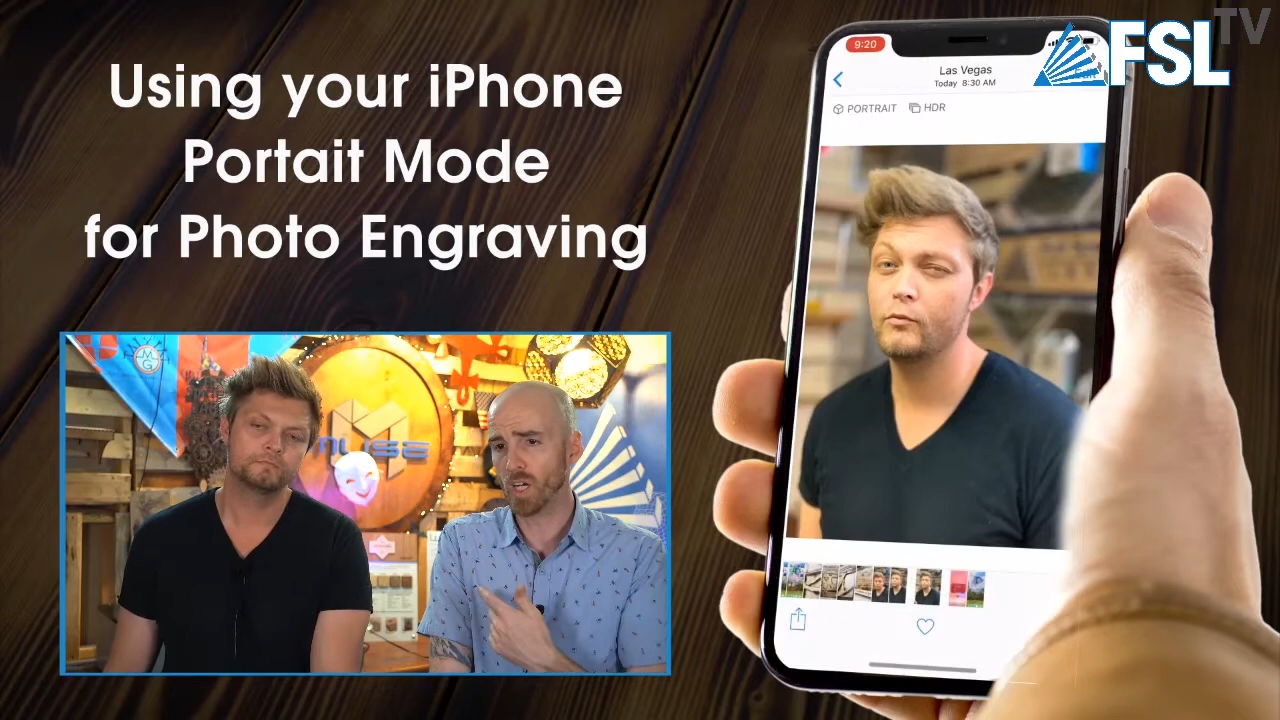 Using your iPhone
Portait Mode
for Photo Engraving
FSL
TV
9:20
Las Vegas
Today 8:30 AM
PORTRAIT HDR
MUSE